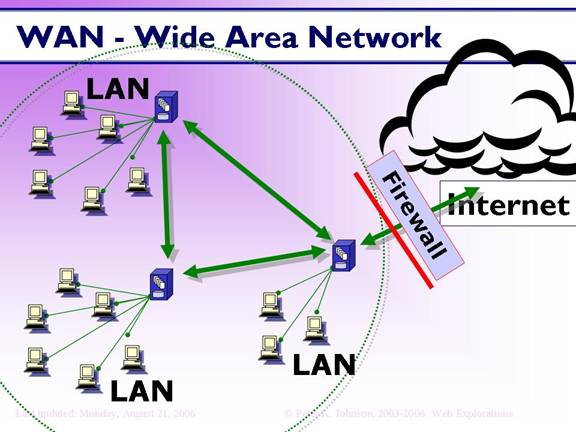 WAN - Wide Area Network
LAN
Firewall
Internet
LAN
LAN
Last updated: Monday, August 21, 2006
© K. Johnson, 2003-2006 Web Explorations